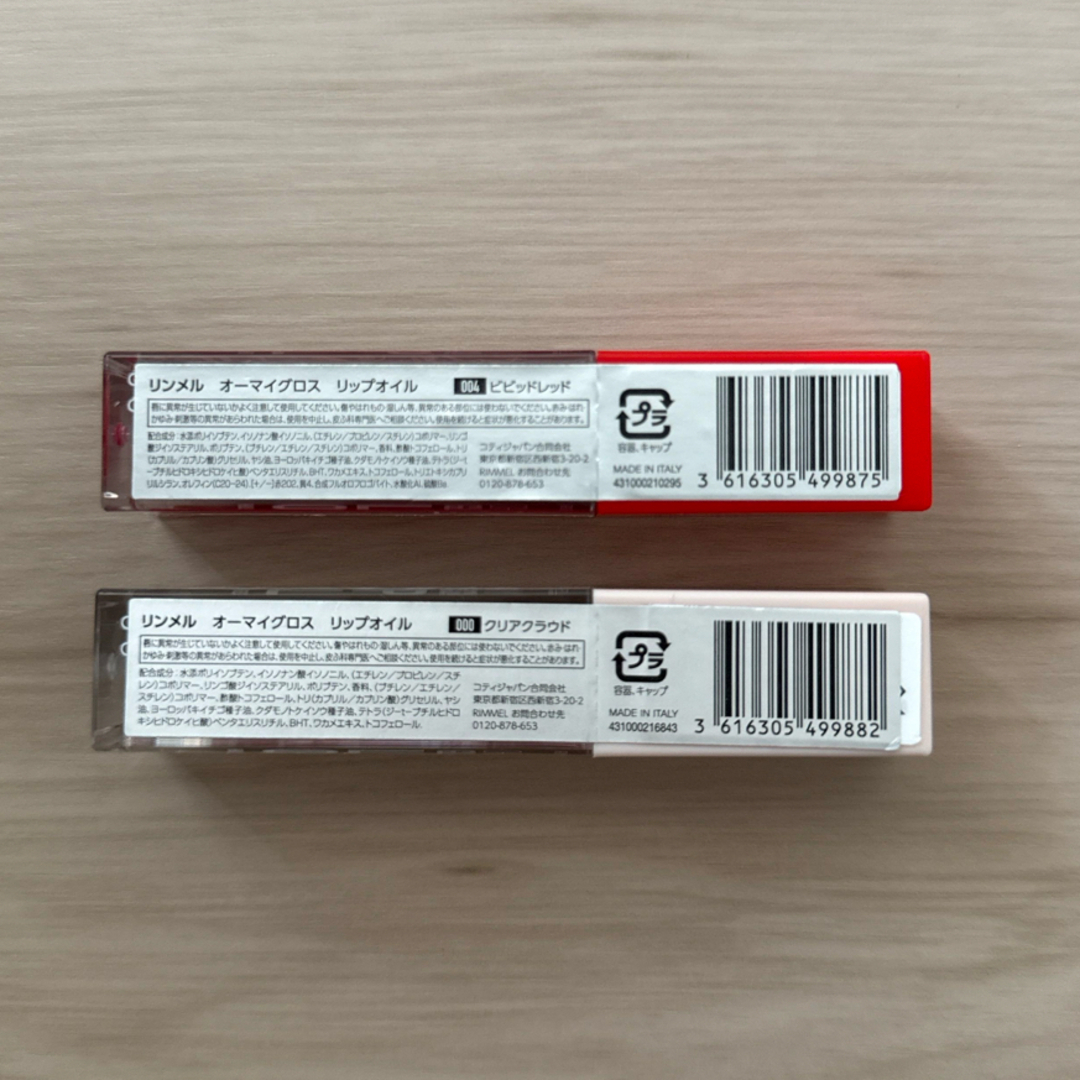 リンメル オーマイグロス リップオイル 004 ビビッドレッド
唇に異常が生じていないかよく注意して使用してください。傷やはれもの・湿しん等、異常のある部位には使わないでください。赤み・はれ・
かゆみ・刺激等の異常があらわれた場合は、使用を中止し、皮ふ科専門医へご相談ください。使用を続けると症状が悪化することがあります。
配合成分：水添ポリイソブテン、イソノナン酸イソノニル、(エチレン/プロピレン/スチレン)コポリマー、リンゴ
酸ジイソステアリル、ポリブテン、(ブチレン/エチレン/スチレン)コポリマー、香料、酢酸トコフェロール、トリ
(カプリル/カプリン酸)グリセリル、ヤシ油、ヨーロッパキイチゴ種子油、クダモノトケイソウ種子油、テトラ(ジ-t
-ブチルヒドロキシヒドロケイヒ酸)ペンタエリスリチル、BHT、ワカメエキス、トコフェロール、トリエトキシカプリ
リルシラン、オレフィン(C20-24)、[+/-]赤202、黄4、合成フルオロフロゴパイト、水酸化Al、硫酸Ba
コティジャパン合同会社
東京都新宿区西新宿3-20-2
RIMMEL お問合わせ先
0120-878-653
プラ
容器、キャップ
MADE IN ITALY
431000210295
3 616305 499875
リンメル オーマイグロス リップオイル 000 クリアクラウド
唇に異常が生じていないかよく注意して使用してください。傷やはれもの・湿しん等、異常のある部位には使わないでください。赤み・はれ・
かゆみ・刺激等の異常があらわれた場合は、使用を中止し、皮ふ科専門医へご相談ください。使用を続けると症状が悪化することがあります。
配合成分：水添ポリイソブテン、イソノナン酸イソノニル、(エチレン/プロピレン/スチ
レン)コポリマー、リンゴ酸ジイソステアリル、ポリブテン、香料、(ブチレン/エチレン/
スチレン)コポリマー、酢酸トコフェロール、トリ(カプリル/カプリン酸)グリセリル、ヤシ
油、ヨーロッパキイチゴ種子油、クダモノトケイソウ種子油、テトラ(ジ-t-ブチルヒドロ
キシヒドロケイヒ酸)ペンタエリスリチル、BHT、ワカメエキス、トコフェロール
コティジャパン合同会社
東京都新宿区西新宿3-20-2
RIMMEL お問合わせ先
0120-878-653
プラ
容器、キャップ
MADE IN ITALY
431000216843
3 616305 499882